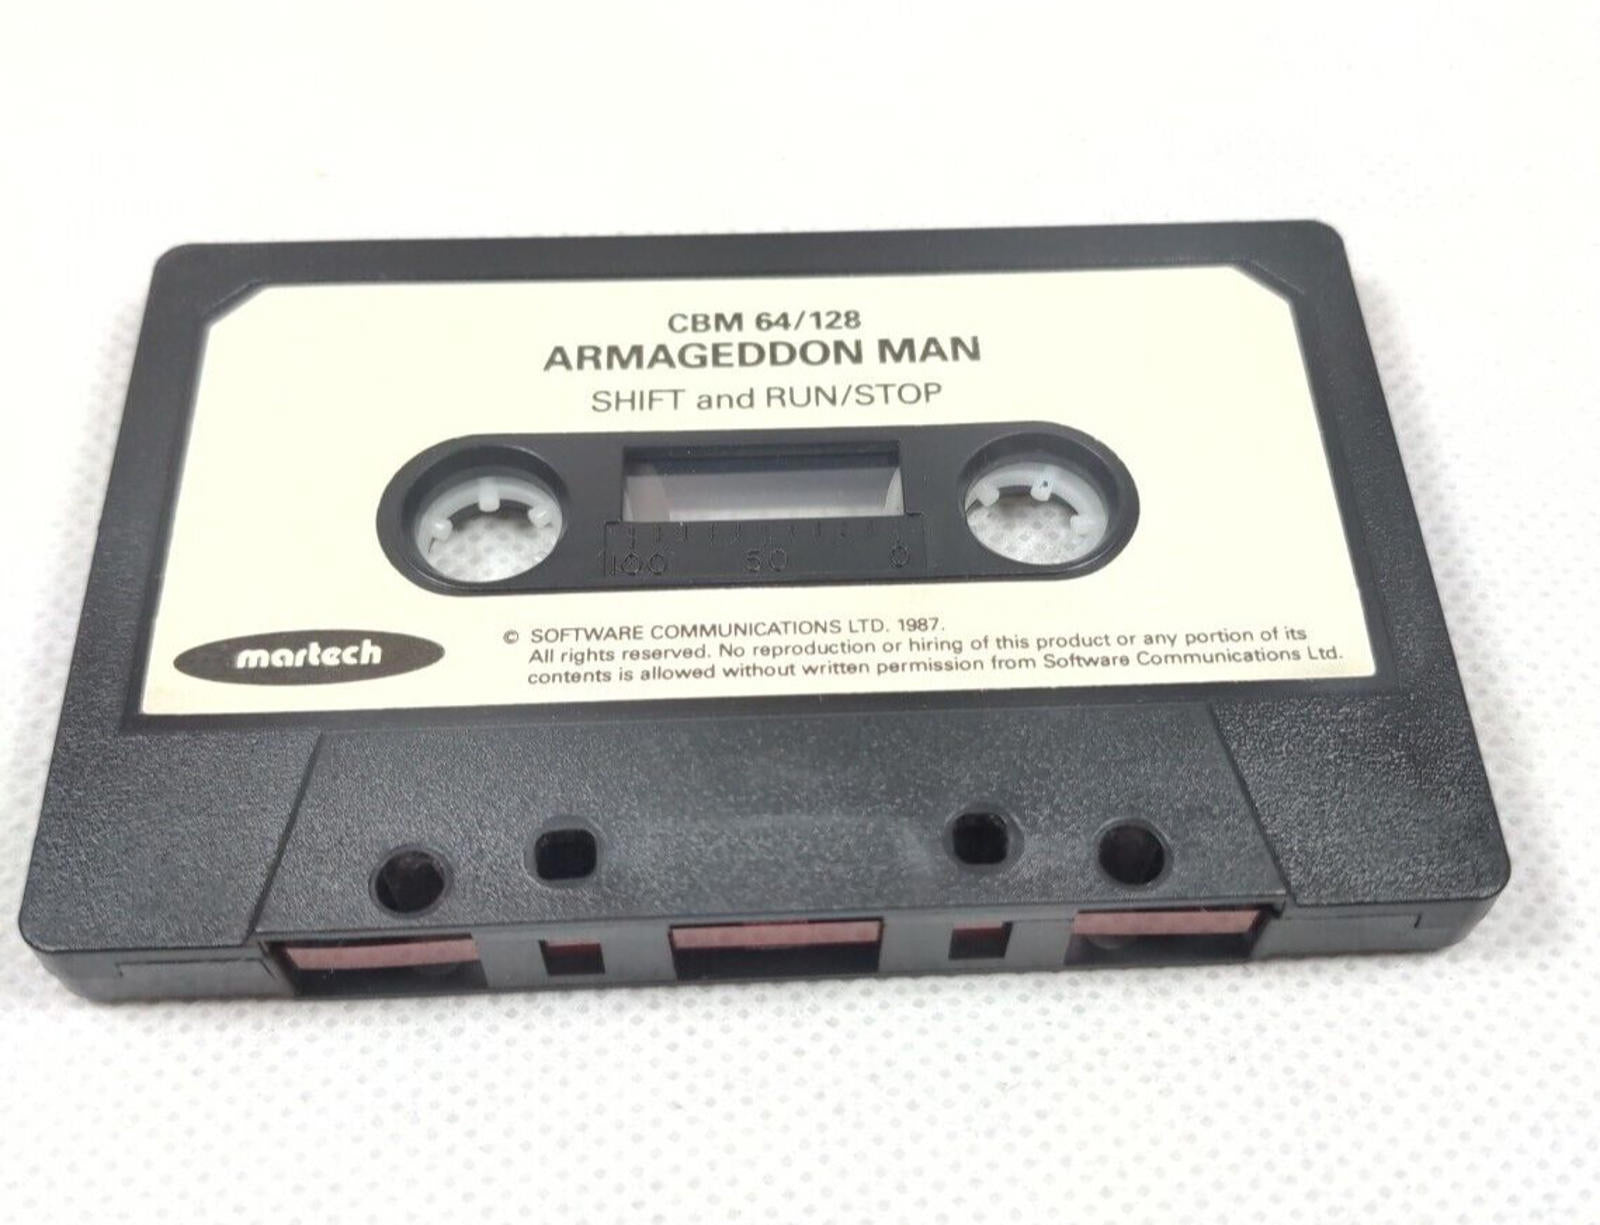 CBM 64/128
ARMAGEDDON MAN
SHIFT and RUN/STOP
100 50 0
martech
© SOFTWARE COMMUNICATIONS LTD. 1987.
All rights reserved. No reproduction or hiring of this product or any portion of its
contents is allowed without written permission from Software Communications Ltd.